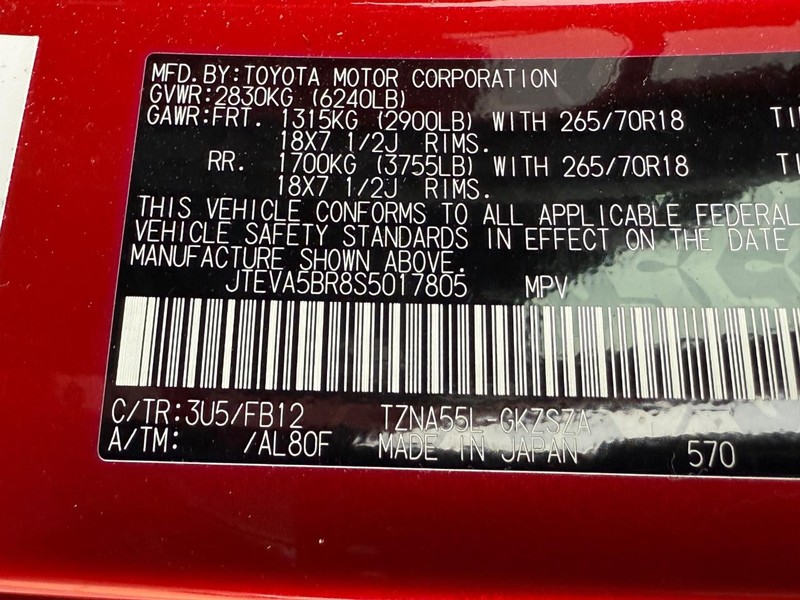 MFD.BY:TOYOTA MOTOR CORPORATION
GVWR:2830KG (6240LB)
GAWR:FRT. 1315KG (2900LB) WITH 265/70R18 TI
18X7 1/2J RIMS.
RR. 1700KG (3755LB) WITH 265/70R18 TI
18X7 1/2J RIMS.
THIS VEHICLE CONFORMS TO ALL APPLICABLE FEDERAL
VEHICLE SAFETY STANDARDS IN EFFECT ON THE DATE
MANUFACTURE SHOWN ABOVE.
JTEVA5BR8S5017805 MPV
C/TR:3U5/FB12 TZNA55L-GKZSZA
A/TM: /AL80F MADE IN JAPAN 570